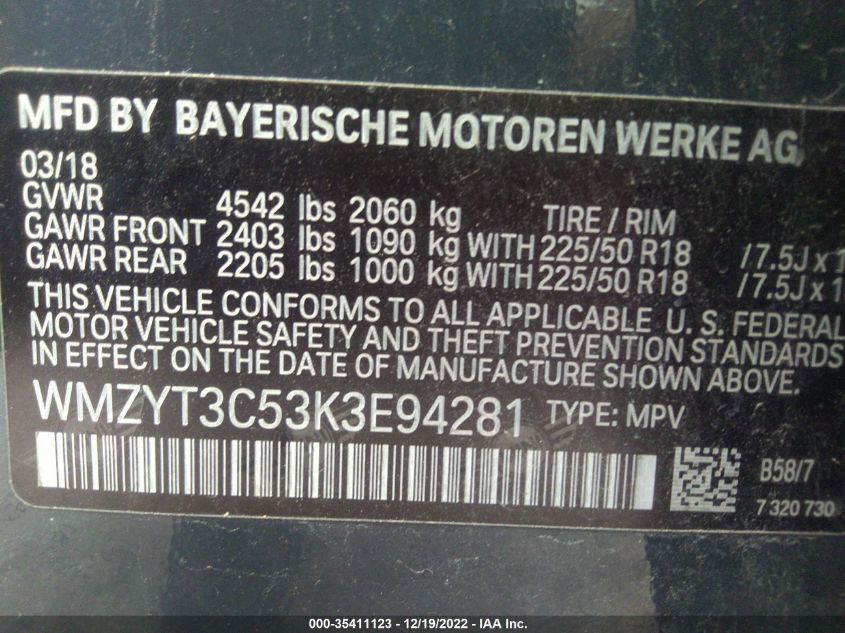 MFD BY BAYERISCHE MOTOREN WERKE AG
03/18
GVWR 4542 lbs 2060 kg TIRE / RIM
GAWR FRONT 2403 lbs 1090 kg WITH 225/50 R18 / 7.5J x 1
GAWR REAR 2205 lbs 1000 kg WITH 225/50 R18 / 7.5J x 1
THIS VEHICLE CONFORMS TO ALL APPLICABLE U. S. FEDERAL
MOTOR VEHICLE SAFETY AND THEFT PREVENTION STANDARDS
IN EFFECT ON THE DATE OF MANUFACTURE SHOWN ABOVE.
WMZYT3C53K3E94281 TYPE: MPV
B58/7
7 320 730
000-35411123 - 12/19/2022 - IAA Inc.